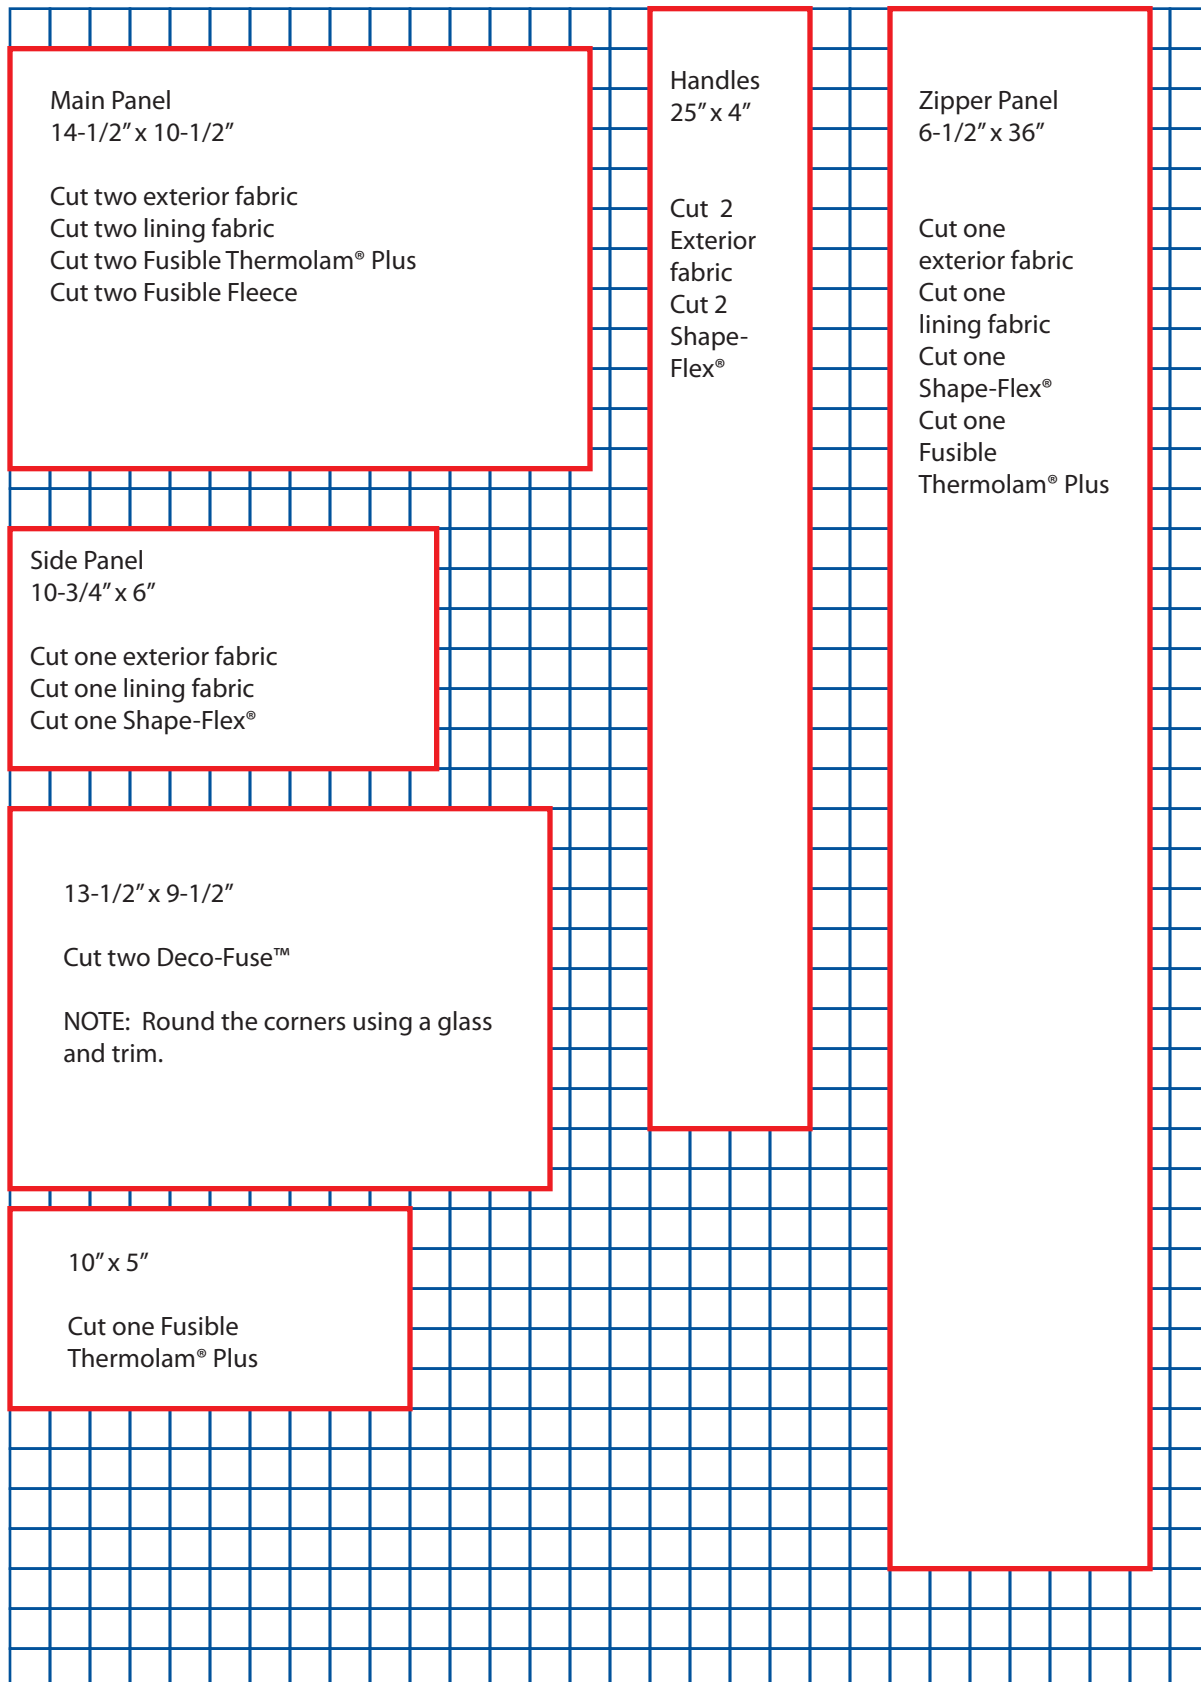 Main Panel
14-1/2” x 10-1/2”
Cut two exterior fabric
Cut two lining fabric
Cut two Fusible Thermolam® Plus
Cut two Fusible Fleece
Side Panel
10-3/4” x 6”
Cut one exterior fabric
Cut one lining fabric
Cut one Shape-Flex®
13-1/2” x 9-1/2”
Cut two Deco-Fuse™
NOTE:  Round the corners using a glass
and trim.
10” x 5”
Cut one Fusible
Thermolam® Plus
Handles
25” x 4”
Cut  2
Exterior
fabric
Cut 2
Shape-
Flex®
Zipper Panel
6-1/2” x 36”
Cut one
exterior fabric
Cut one
lining fabric
Cut one
Shape-Flex®
Cut one
Fusible
Thermolam® Plus